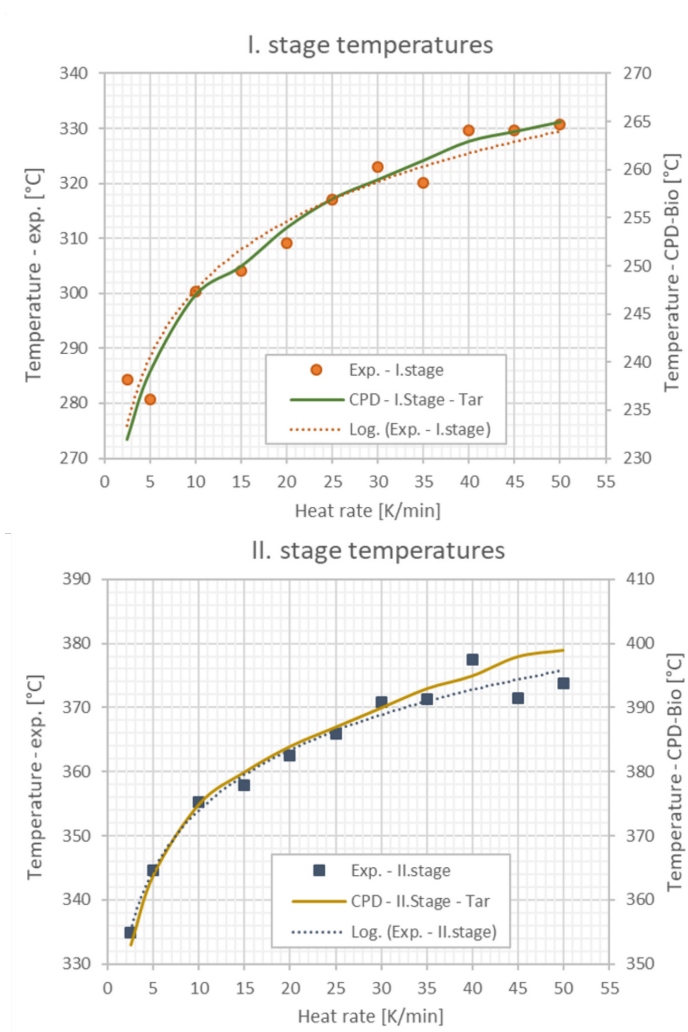 I. stage temperatures
340
330
320
310
300
290
280
270
270
265
260
255
250
245
240
235
230
Temperature - exp. [°C]
Temperature - CPD-Bio [°C]
Exp. - I.stage
CPD - I.Stage - Tar
Log. (Exp. - I.stage)
0 5 10 15 20 25 30 35 40 45 50 55
Heat rate [K/min]
II. stage temperatures
390
380
370
360
350
340
330
410
400
390
380
370
360
350
Temperature - exp. [°C]
Temperature - CPD-Bio [°C]
Exp. - II.stage
CPD - II.Stage - Tar
Log. (Exp. - II.stage)
0 5 10 15 20 25 30 35 40 45 50 55
Heat rate [K/min]